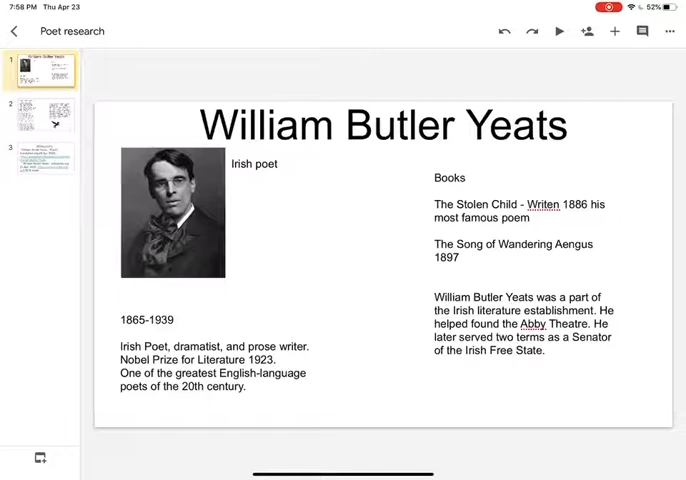 7:58 PM Thu Apr 23
52%
Poet research
1
2
3
William Butler Yeats
Irish poet
1865-1939
Irish Poet, dramatist, and prose writer.
Nobel Prize for Literature 1923.
One of the greatest English-language
poets of the 20th century.
Books
The Stolen Child - Writen 1886 his
most famous poem
The Song of Wandering Aengus
1897
William Butler Yeats was a part of
the Irish literature establishment. He
helped found the Abby Theatre. He
later served two terms as a Senator
of the Irish Free State.